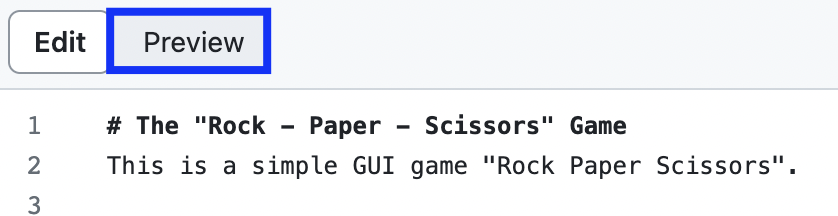 Edit Preview
1 # The "Rock - Paper - Scissors" Game
2 This is a simple GUI game "Rock Paper Scissors".
3